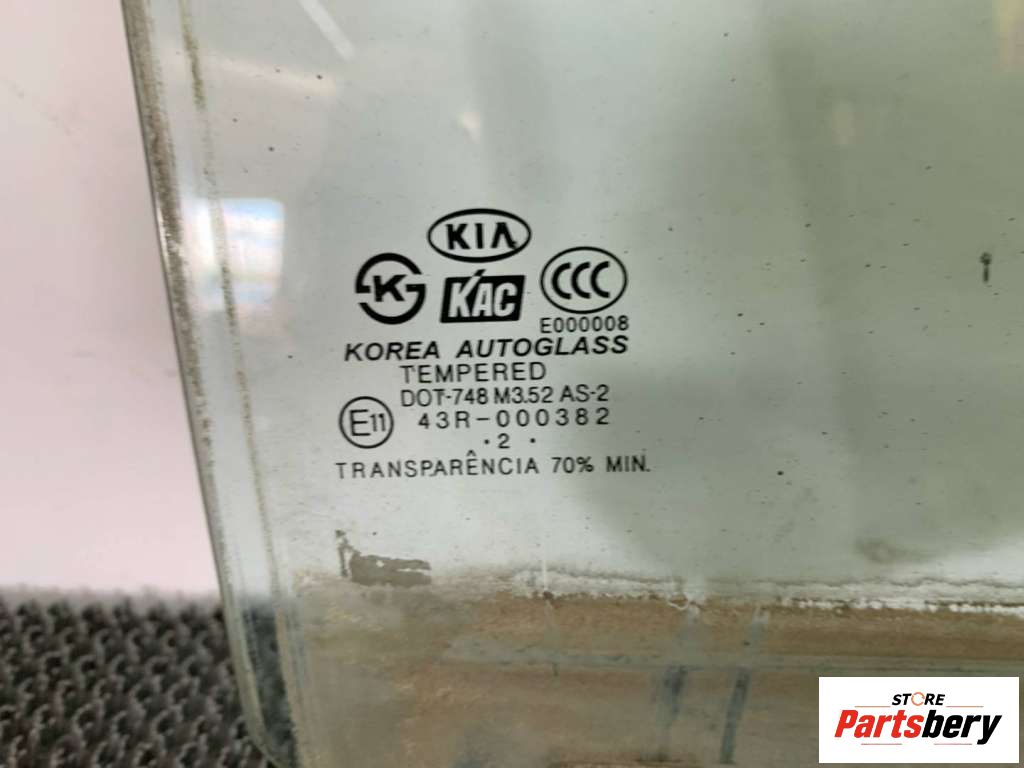 KIA
K
KAC
CCC
E000008
KOREA AUTOGLASS
TEMPERED
DOT-748 M3.52 AS-2
E11
43R-000382
·2·
TRANSPARÊNCIA 70% MIN.
STORE
Partsbery